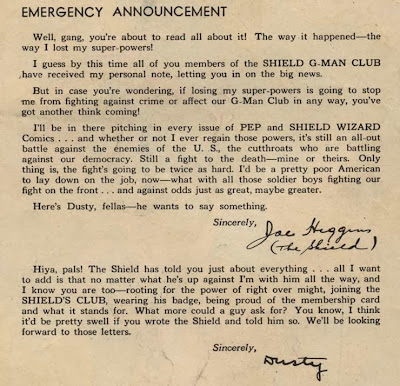 EMERGENCY ANNOUNCEMENT
Well, gang, you're about to read all about it! The way it happened—the
way I lost my super-powers!
I guess by this time all of you members of the SHIELD G-MAN CLUB
have received my personal note, letting you in on the big news.
But in case you're wondering, if losing my super-powers is going to stop
me from fighting against crime or affect our G-Man Club in any way, you've
got another think coming!
I'll be in there pitching in every issue of PEP and SHIELD WIZARD
Comics . . . and whether or not I ever regain those powers, it's still an all-out
battle against the enemies of the U. S., the cutthroats who are battling
against our democracy. Still a fight to the death—mine or theirs. Only
thing is, the fight's going to be twice as hard. I'd be a pretty poor American
to lay down on the job, now—what with all those soldier boys fighting our
fight on the front . . . and against odds just as great, maybe greater.
Here's Dusty, fellas—he wants to say something.
Sincerely,
Joe Higgins
(The Shield)
Hiya, pals! The Shield has told you just about everything . . . all I want
to add is that no matter what he's up against I'm with him all the way, and
I know you are too—rooting for the power of right over might, joining the
SHIELD'S CLUB, wearing his badge, being proud of the membership card
and what it stands for. What more could a guy ask for? You know, I think
it'd be pretty swell if you wrote the Shield and told him so. We'll be looking
forward to those letters.
Sincerely,
Dusty